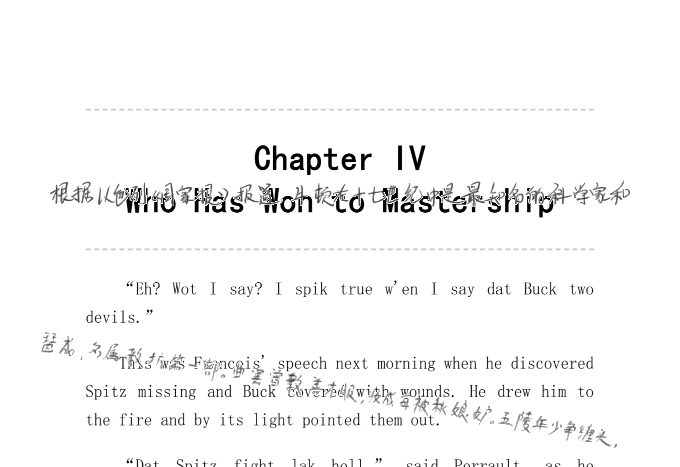 Chapter IV
根据以色列《国家报》报道，牛顿在十七世纪中是最知名的科学家和
Who Has Won to Mastership
“Eh? Wot I say? I spik true w'en I say dat Buck two
devils.”
琶成，名属教坊第一部。曲罢曾教善才服，妆成每被秋娘妒。五陵年少争缠头，
This was Francois' speech next morning when he discovered
Spitz missing and Buck covered with wounds. He drew him to
the fire and by its light pointed them out.
“Dat Spitz fight lak hell,” said Perrault, as he